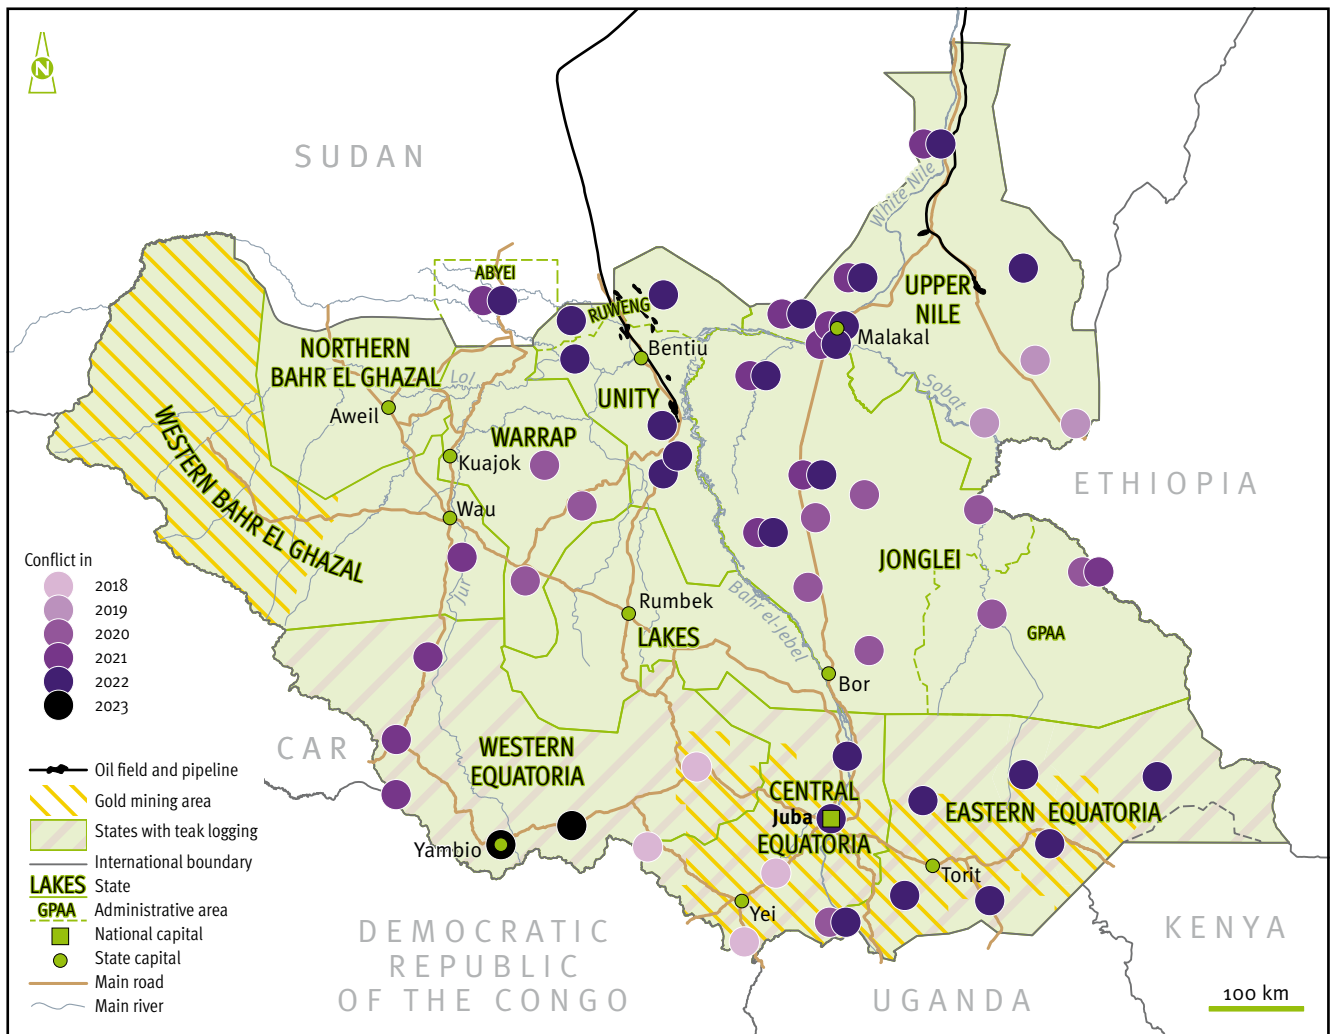 N
SUDAN
White Nile
ABYEI
UPPER
NILE
RUWENG
Malakal
NORTHERN
BAHR EL GHAZAL
Bentiu
Lol
Sobat
UNITY
Aweil
WARRAP
WESTERN BAHR EL GHAZAL
Kuajok
ETHIOPIA
Wau
JONGLEI
Jur
Bahr el-Jebel
Rumbek
LAKES
GPAA
Bor
CAR
WESTERN
EQUATORIA
CENTRAL
EQUATORIA
Juba
EASTERN EQUATORIA
Yambio
Torit
Yei
DEMOCRATIC
REPUBLIC
OF THE CONGO
UGANDA
KENYA
100 km
Conflict in
2018
2019
2020
2021
2022
2023
Oil field and pipeline
Gold mining area
States with teak logging
International boundary
LAKES State
GPAA Administrative area
National capital
State capital
Main road
Main river